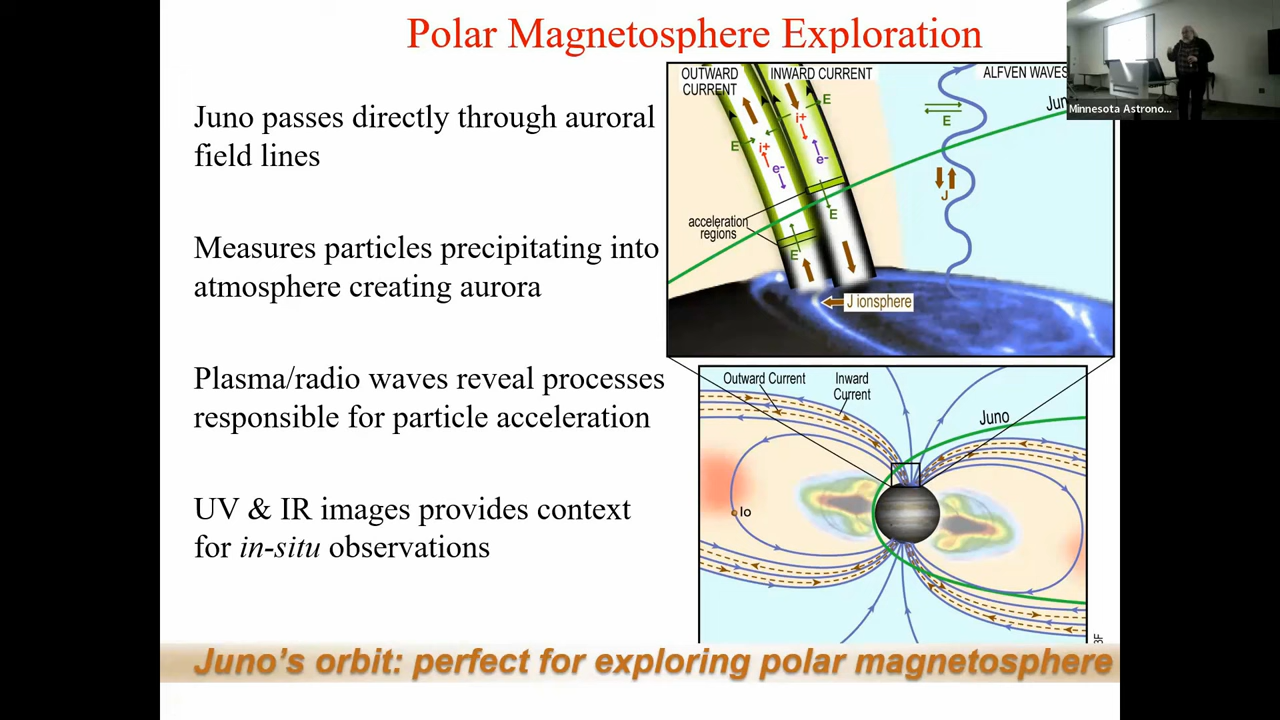 Polar Magnetosphere Exploration
Juno passes directly through auroral
field lines
Measures particles precipitating into
atmosphere creating aurora
Plasma/radio waves reveal processes
responsible for particle acceleration
UV & IR images provides context
for in-situ observations
OUTWARD
CURRENT
INWARD CURRENT
ALFVEN WAVES
Juno
E
E
i+
e-
E
i+
e-
E
J
acceleration
regions
E
E
J ionsphere
Outward Current
Inward
Current
Juno
Io
BF
Juno's orbit: perfect for exploring polar magnetosphere
Minnesota Astrono...